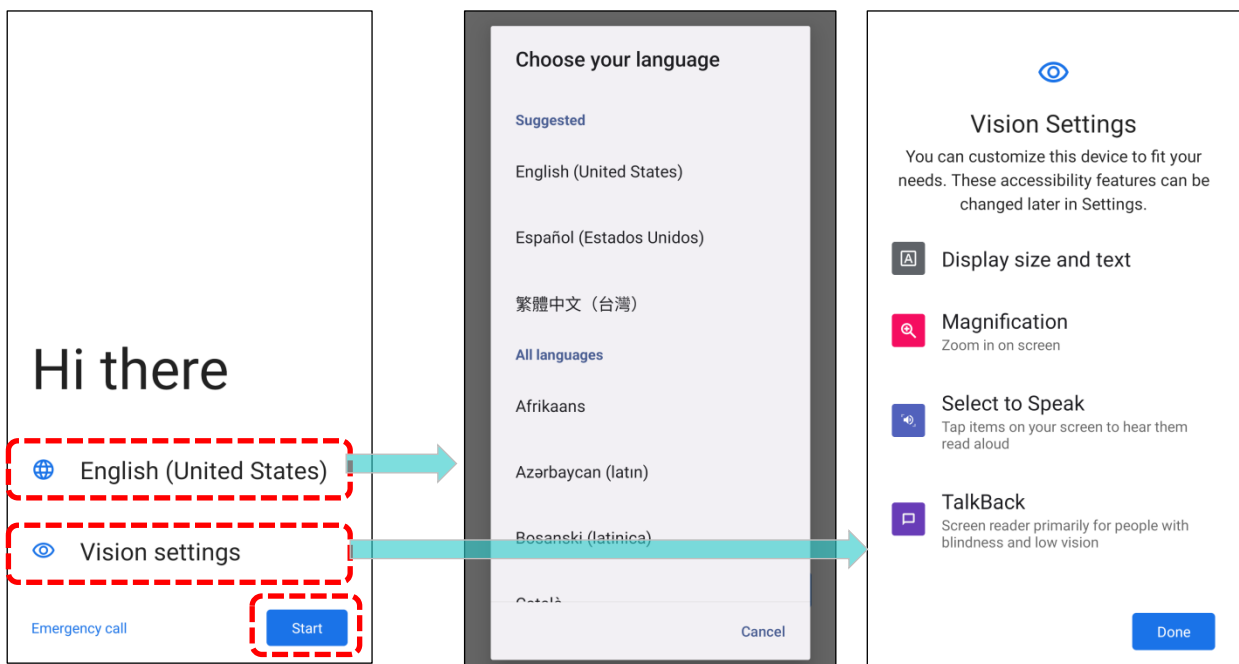 Hi there
English (United States)
Vision settings
Emergency call
Start
Choose your language
Suggested
English (United States)
Español (Estados Unidos)
繁體中文（台灣）
All languages
Afrikaans
Azərbaycan (latın)
Bosanski (latinica)
Català
Cancel
Vision Settings
You can customize this device to fit your
needs. These accessibility features can be
changed later in Settings.
A
Display size and text
Magnification
Zoom in on screen
Select to Speak
Tap items on your screen to hear them
read aloud
TalkBack
Screen reader primarily for people with
blindness and low vision
Done